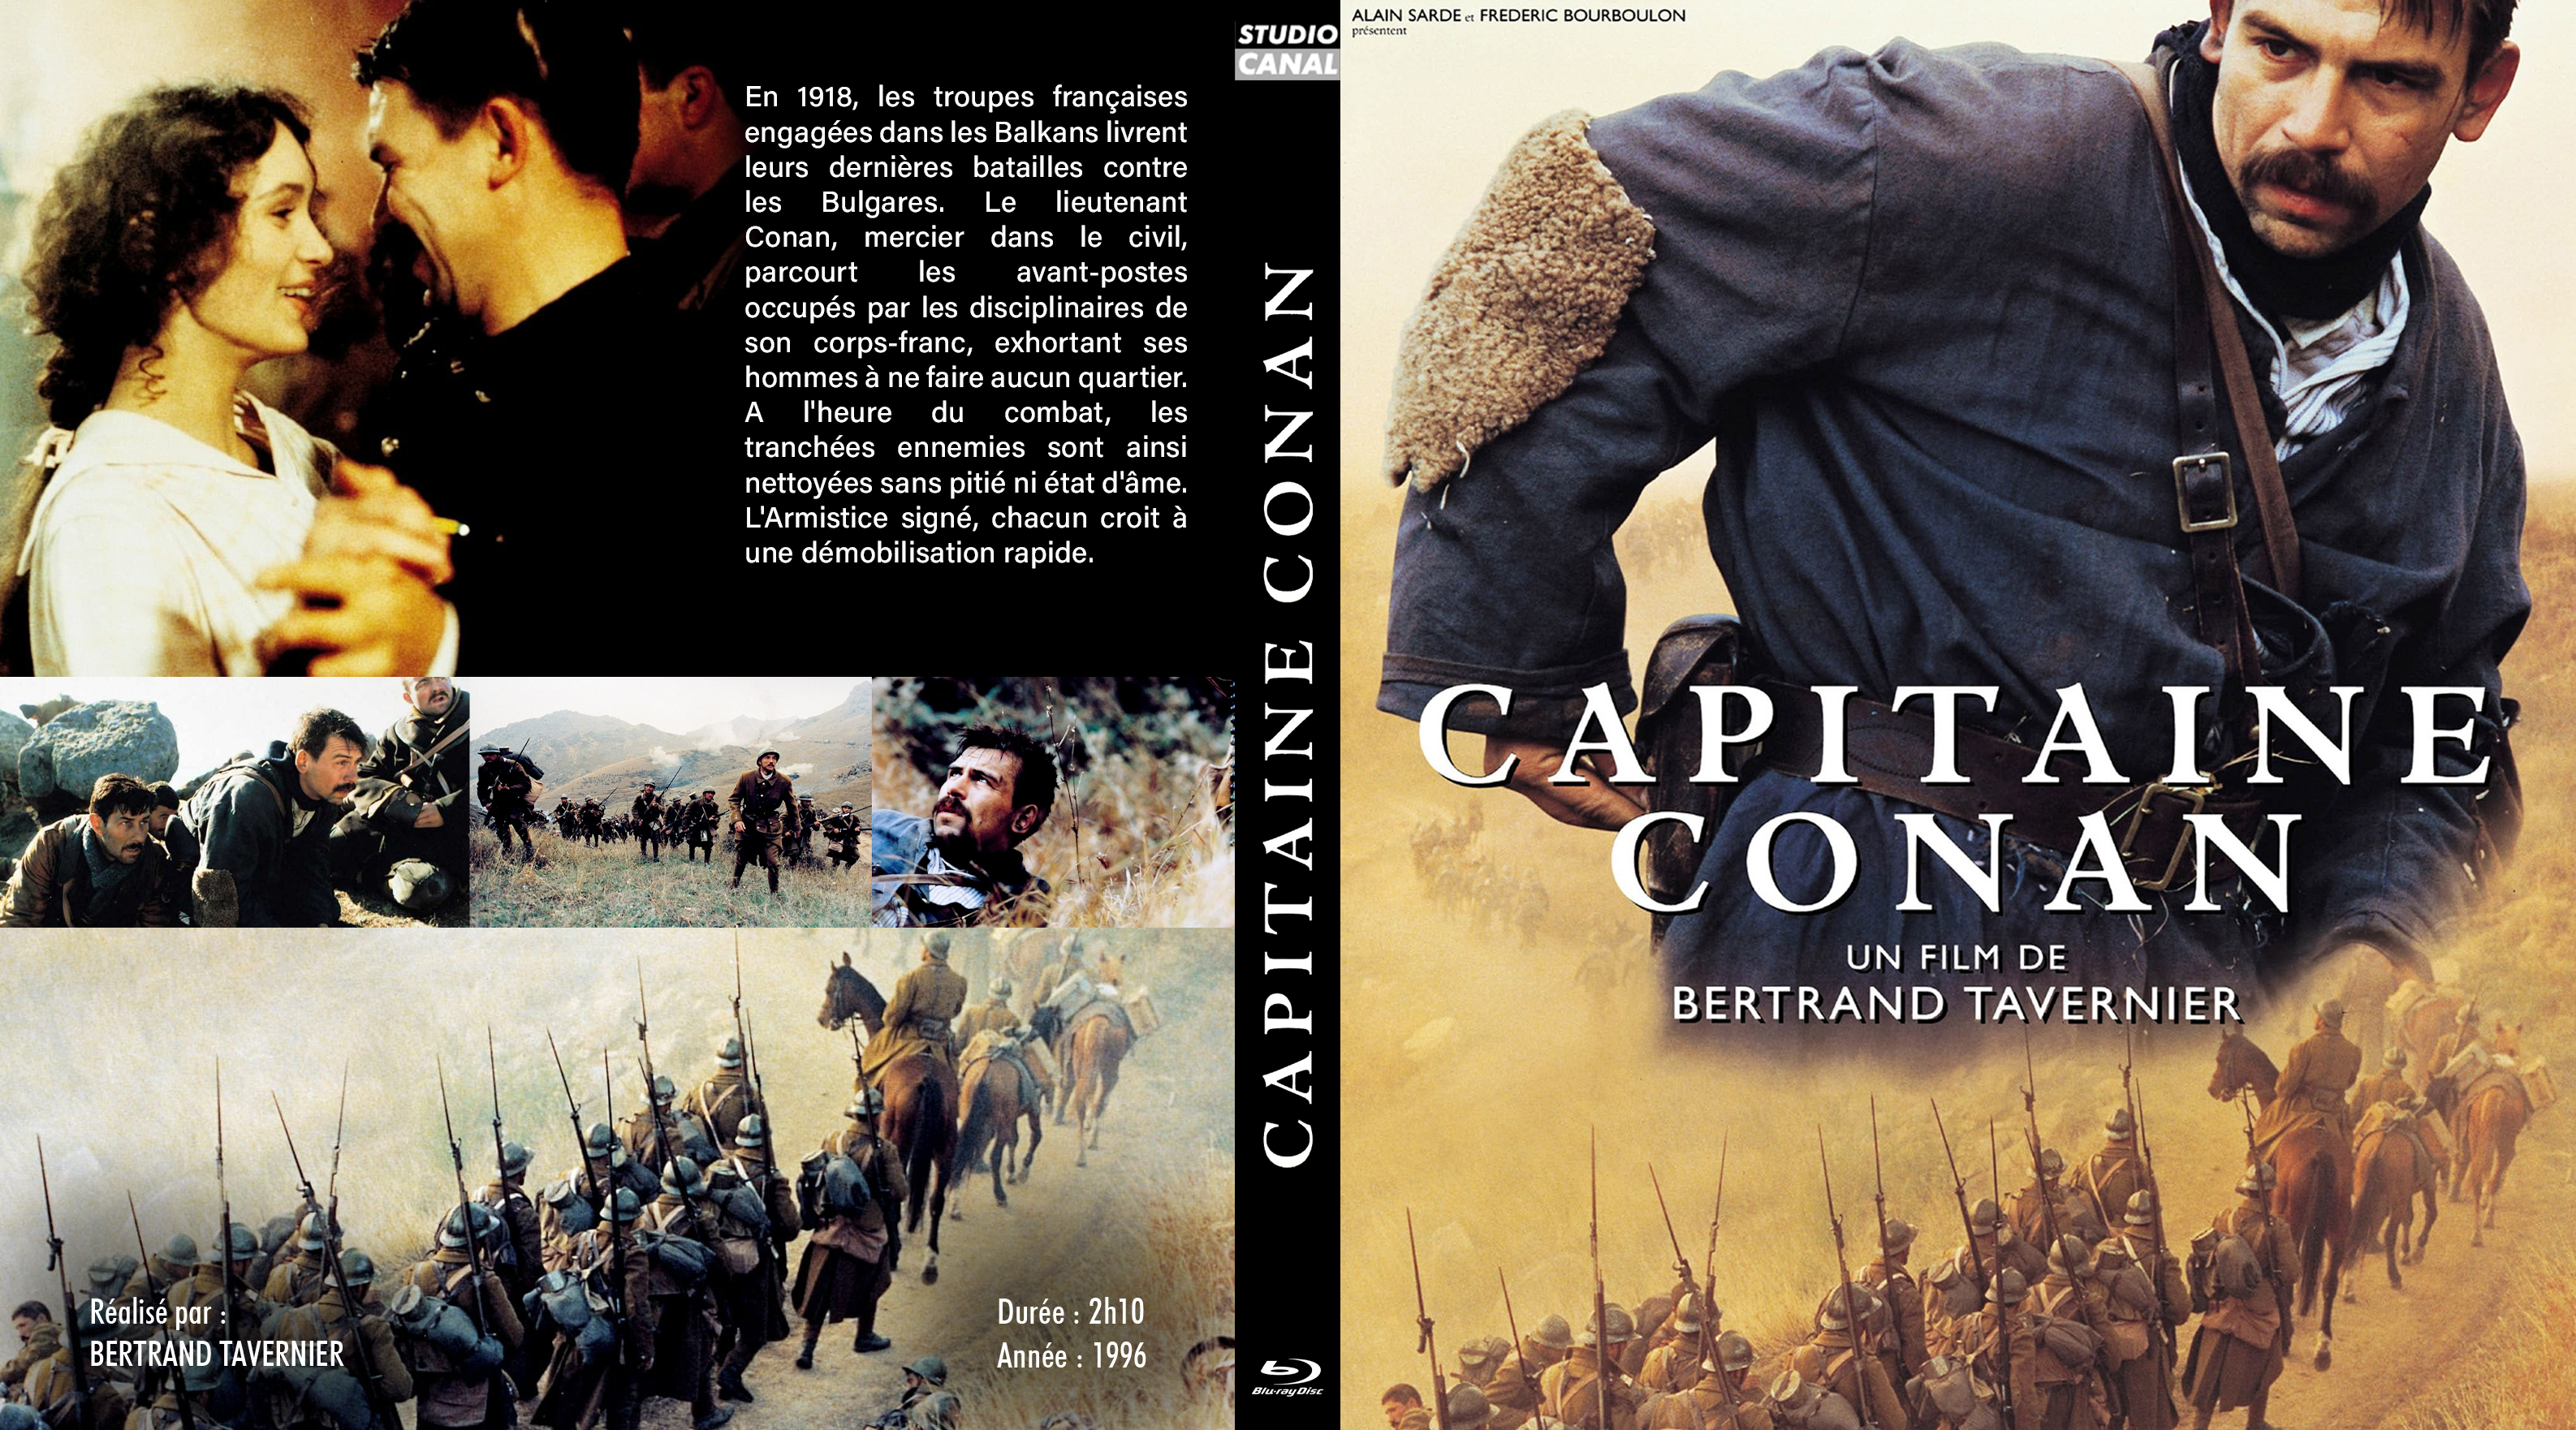 En 1918, les troupes françaises
engagées dans les Balkans livrent
leurs dernières batailles contre
les Bulgares. Le lieutenant
Conan, mercier dans le civil,
parcourt les avant-postes
occupés par les disciplinaires de
son corps-franc, exhortant ses
hommes à ne faire aucun quartier.
A l'heure du combat, les
tranchées ennemies sont ainsi
nettoyées sans pitié ni état d'âme.
L'Armistice signé, chacun croit à
une démobilisation rapide.
Réalisé par :
BERTRAND TAVERNIER
Durée : 2h10
Année : 1996
STUDIO
CANAL
CAPITAINE CONAN
Blu-ray Disc
ALAIN SARDE et FREDERIC BOURBOULON
présentent
CAPITAINE
CONAN
UN FILM DE
BERTRAND TAVERNIER